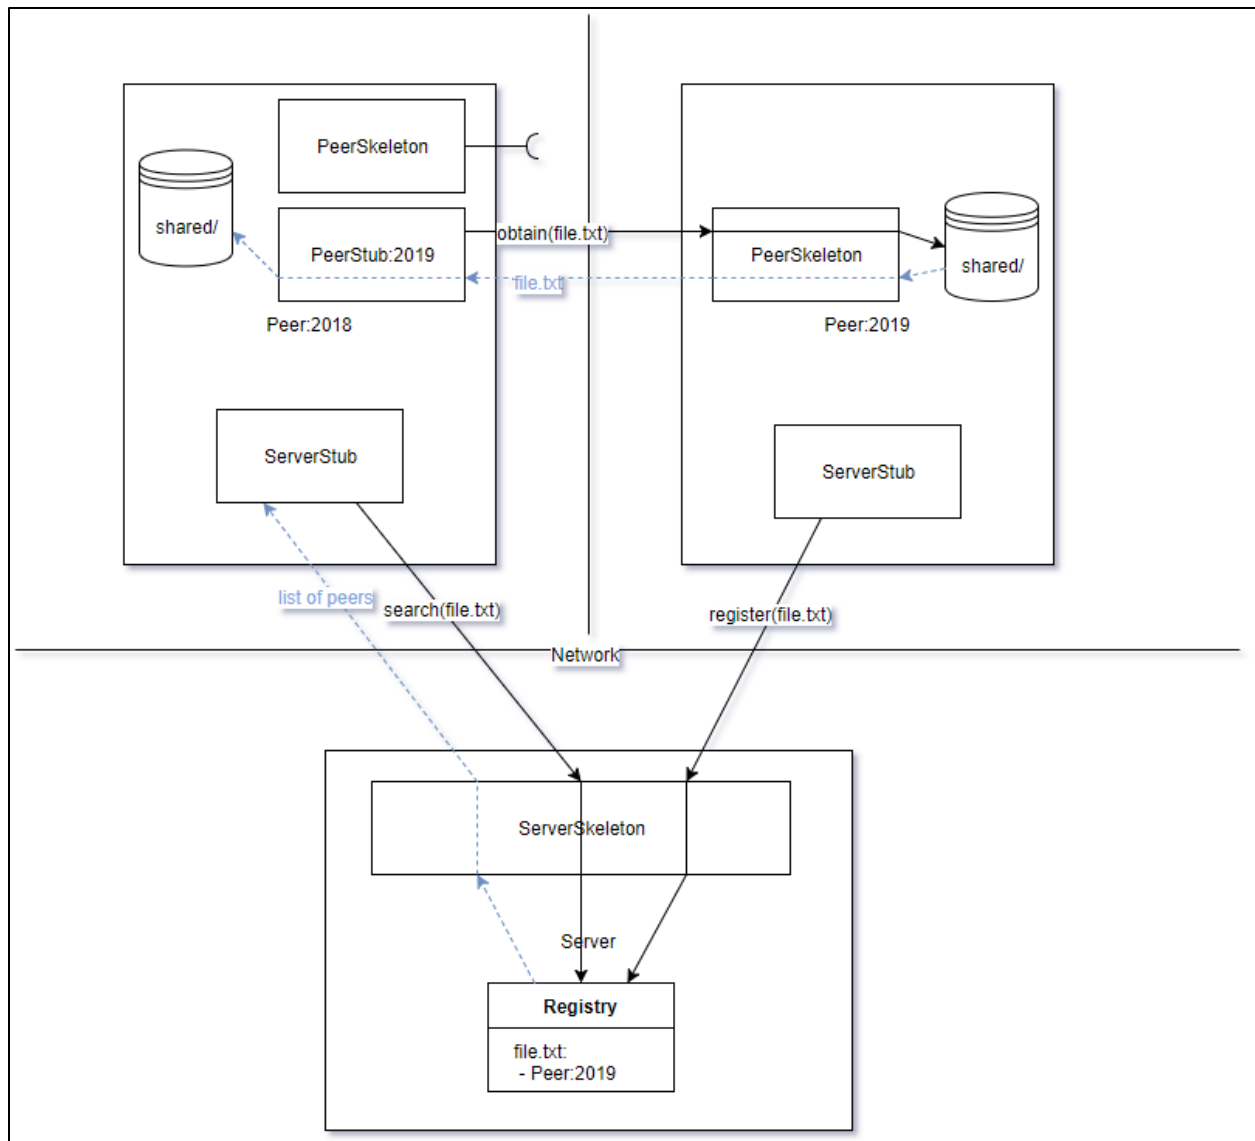 PeerSkeleton
shared/
obtain(file.txt)
PeerStub:2019
file.txt
Peer:2018
PeerSkeleton
shared/
Peer:2019
ServerStub
ServerStub
list of peers
search(file.txt)
register(file.txt)
Network
ServerSkeleton
Server
Registry
file.txt:
- Peer:2019